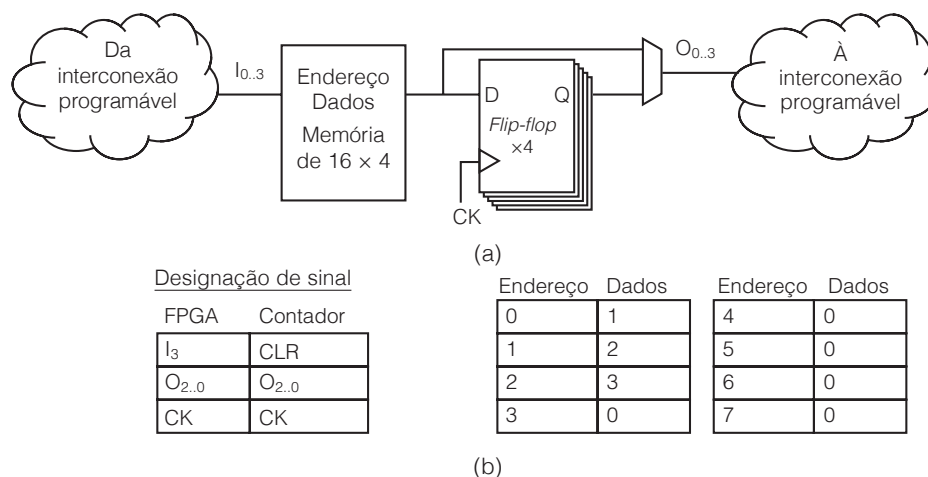 Da
interconexão
programável
I0..3
Endereço
Dados
Memória
de 16 × 4
D Q
Flip-flop
×4
CK
O0..3
À
interconexão
programável
(a)
Designação de sinal
FPGA Contador
I3 CLR
O2..0 O2..0
CK CK
Endereço Dados Endereço Dados
0 1 4 0
1 2 5 0
2 3 6 0
3 0 7 0
(b)